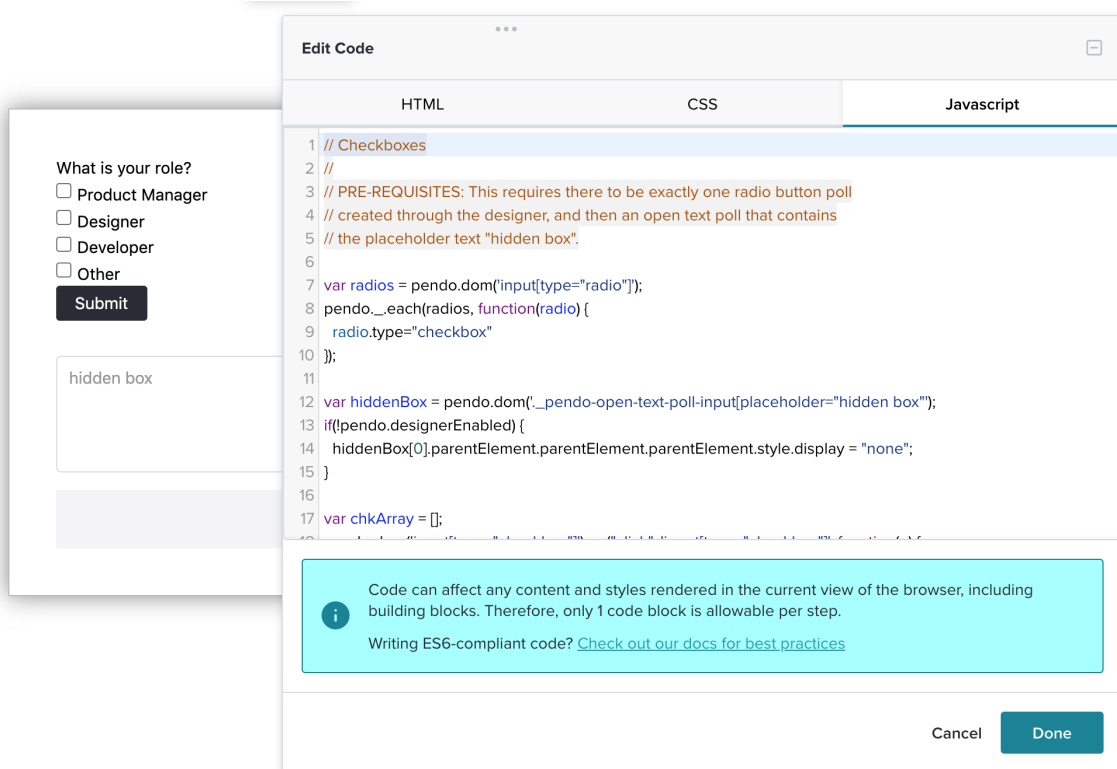 Edit Code
HTML CSS Javascript
What is your role?
Product Manager
Designer
Developer
Other
Submit
hidden box
1 // Checkboxes
2 //
3 // PRE-REQUISITES: This requires there to be exactly one radio button poll
4 // created through the designer, and then an open text poll that contains
5 // the placeholder text "hidden box".
6
7 var radios = pendo.dom('input[type="radio"]');
8 pendo._.each(radios, function(radio) {
9 radio.type="checkbox"
10 });
11
12 var hiddenBox = pendo.dom('._pendo-open-text-poll-input[placeholder="hidden box"');
13 if(!pendo.designerEnabled) {
14 hiddenBox[0].parentElement.parentElement.parentElement.style.display = "none";
15 }
16
17 var chkArray = [];
Code can affect any content and styles rendered in the current view of the browser, including
building blocks. Therefore, only 1 code block is allowable per step.
Writing ES6-compliant code? Check out our docs for best practices
Cancel Done